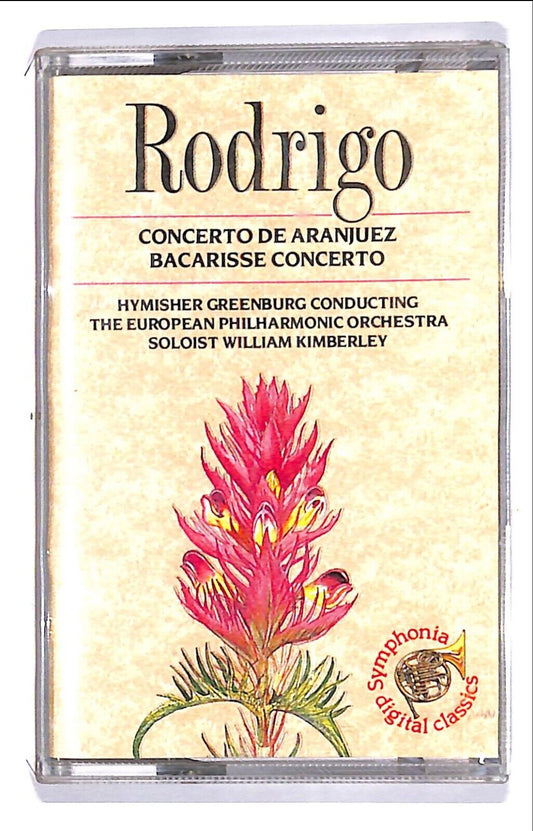 Rodrigo
CONCERTO DE ARANJUEZ
BACARISSE CONCERTO
HYMISHER GREENBURG CONDUCTING
THE EUROPEAN PHILHARMONIC ORCHESTRA
SOLOIST WILLIAM KIMBERLEY
Symphonia
digital classics